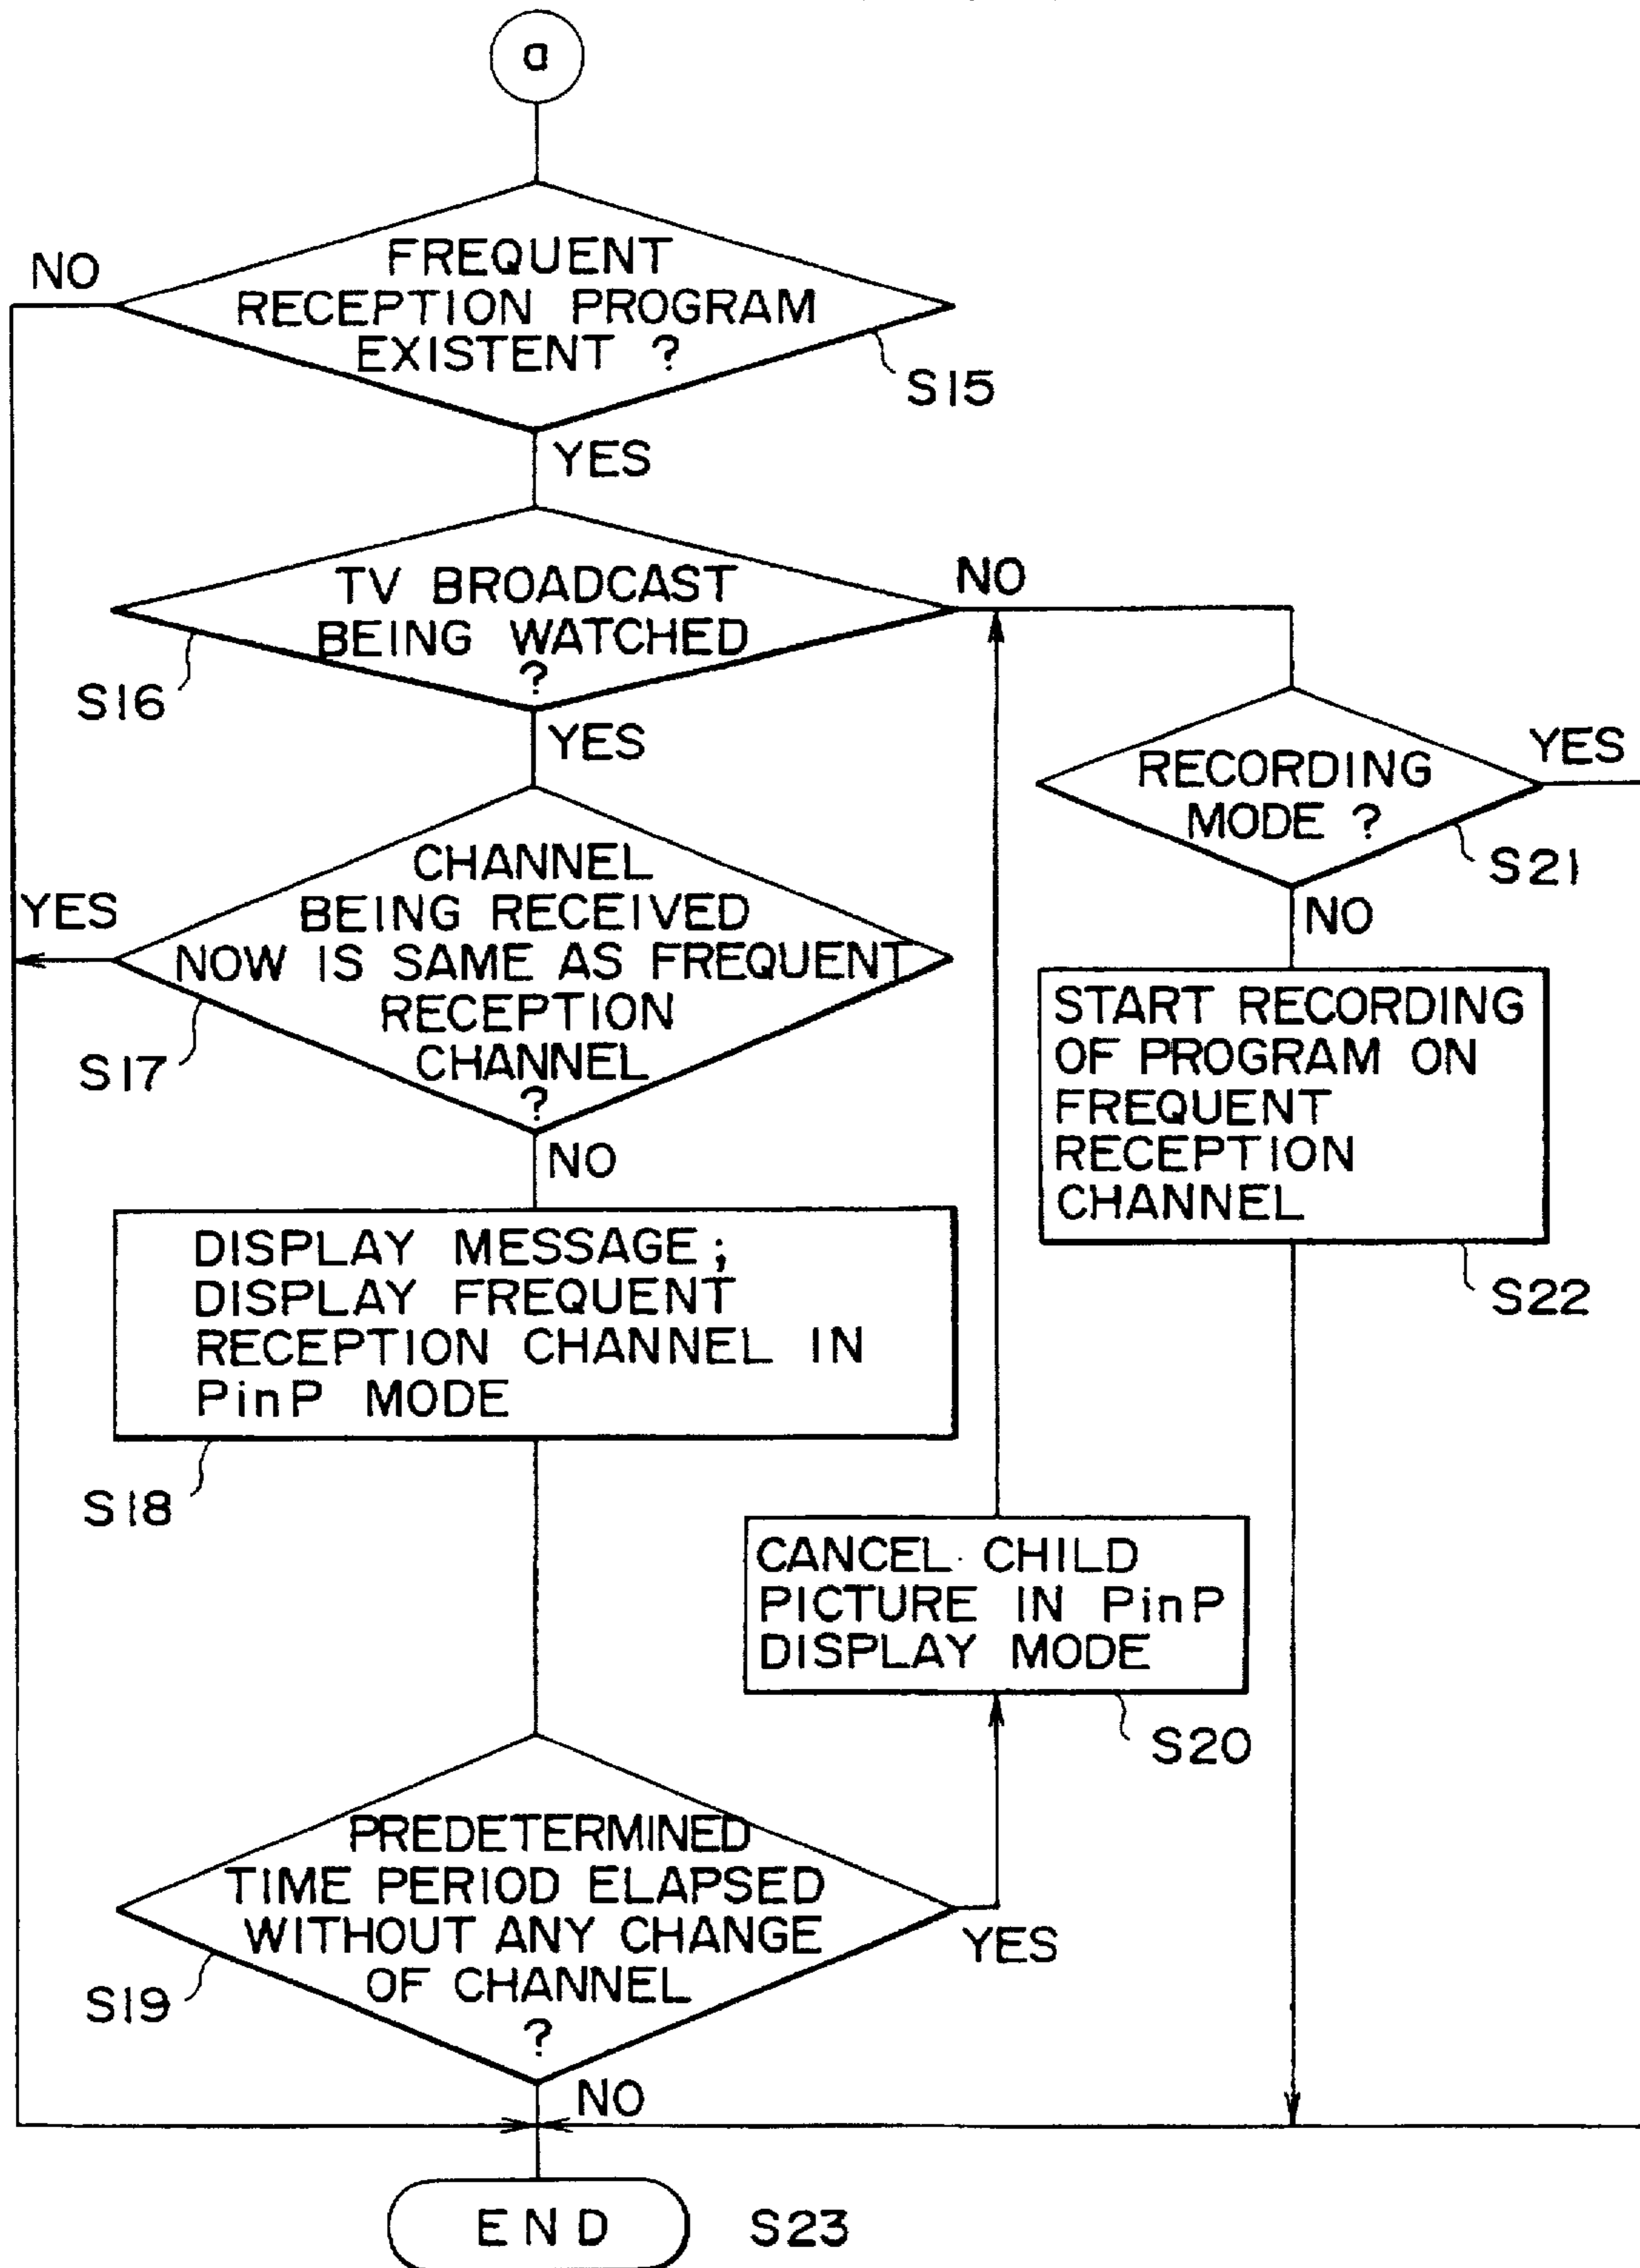 a
FREQUENT
RECEPTION PROGRAM
EXISTENT ?
NO
S15
YES
TV BROADCAST
BEING WATCHED
?
NO
S16
YES
CHANNEL
BEING RECEIVED
NOW IS SAME AS FREQUENT
RECEPTION
CHANNEL
?
YES
S17
NO
RECORDING
MODE ?
YES
S21
NO
START RECORDING
OF PROGRAM ON
FREQUENT
RECEPTION
CHANNEL
S22
DISPLAY MESSAGE;
DISPLAY FREQUENT
RECEPTION CHANNEL IN
PinP MODE
S18
CANCEL CHILD
PICTURE IN PinP
DISPLAY MODE
S20
PREDETERMINED
TIME PERIOD ELAPSED
WITHOUT ANY CHANGE
OF CHANNEL
?
YES
S19
NO
END
S23